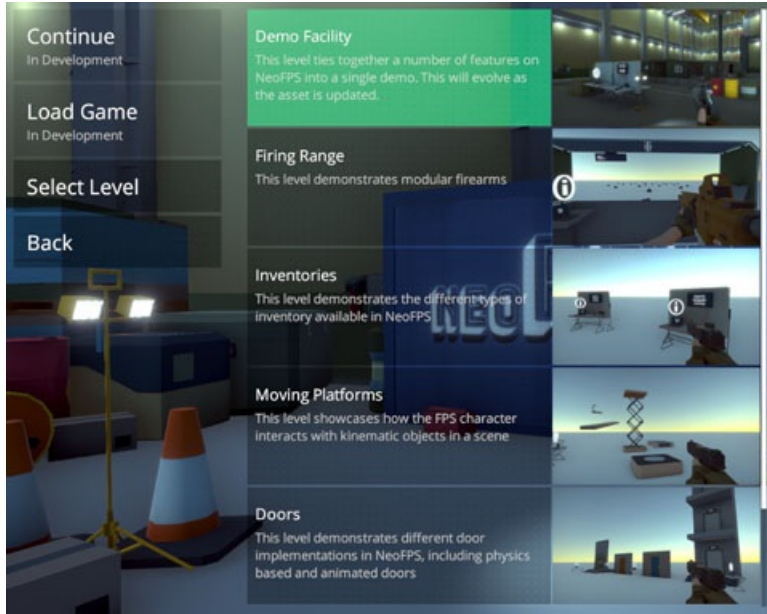 Continue
In Development
Load Game
In Development
Select Level
Back
Demo Facility
This level ties together a number of features on
NeoFPS into a single demo. This will evolve as
the asset is updated.
Firing Range
This level demonstrates modular firearms
Inventories
This level demonstrates the different types of
inventory available in NeoFPS
Moving Platforms
This level showcases how the FPS character
interacts with kinematic objects in a scene
Doors
This level demonstrates different door
implementations in NeoFPS, including physics
based and animated doors
NEO